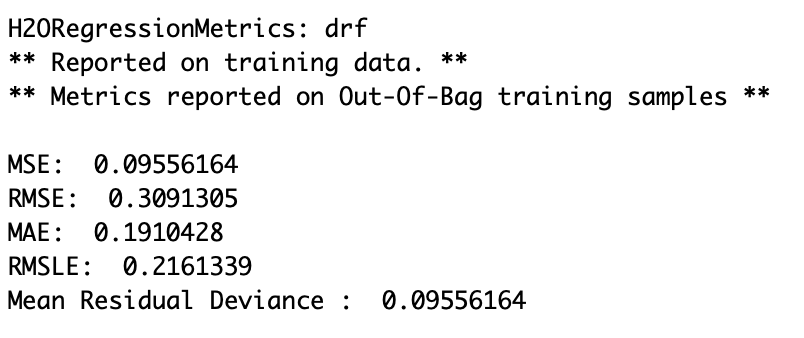 H2ORegressionMetrics: drf
** Reported on training data. **
** Metrics reported on Out-Of-Bag training samples **
MSE:  0.09556164
RMSE:  0.3091305
MAE:  0.1910428
RMSLE:  0.2161339
Mean Residual Deviance :  0.09556164